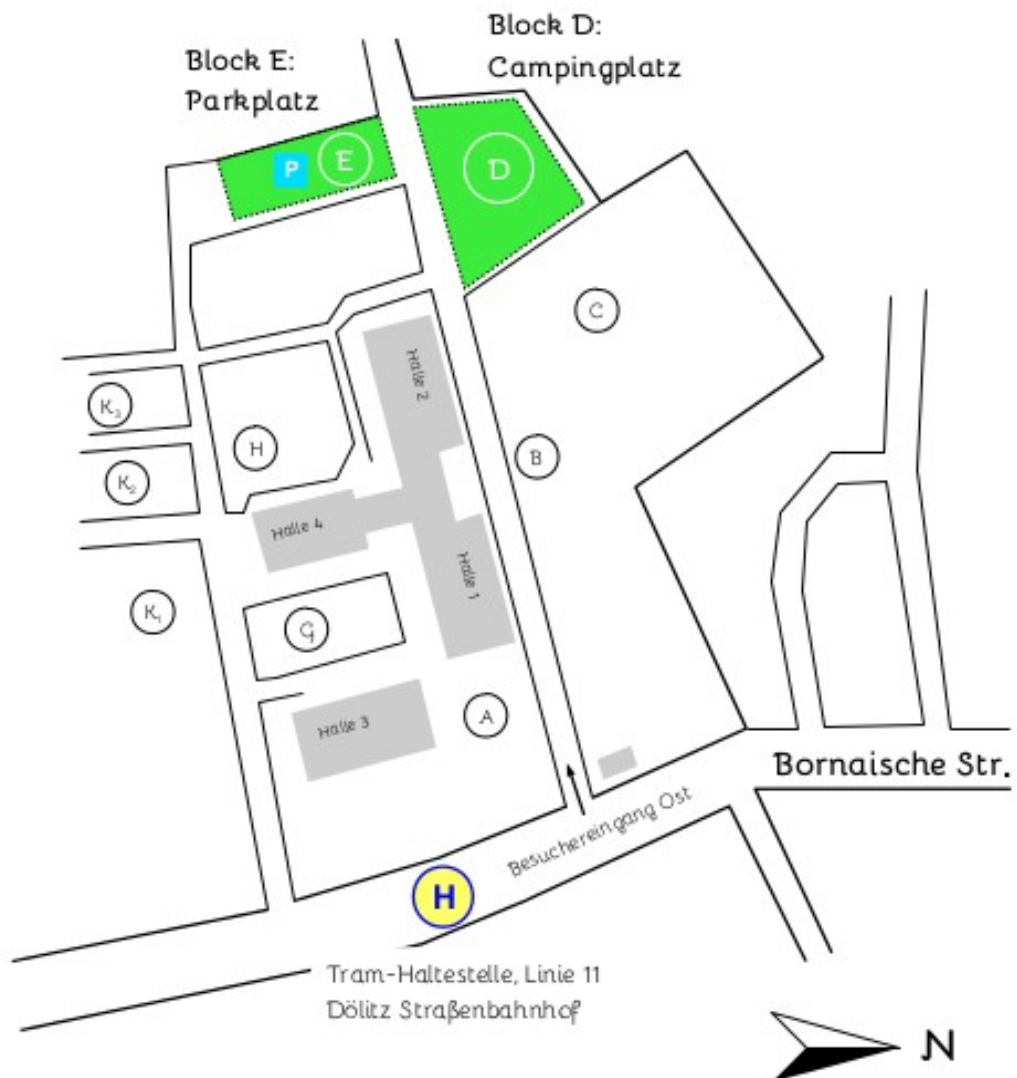 Block D:
Campingplatz
Block E:
Parkplatz
P
E
D
C
Halle 2
K3
H
B
K2
Halle 4
Halle 1
K1
G
Halle 3
A
Bornaische Str.
Besuchereingang Ost
H
Tram-Haltestelle, Linie 11
Dölitz Straßenbahnhof
N